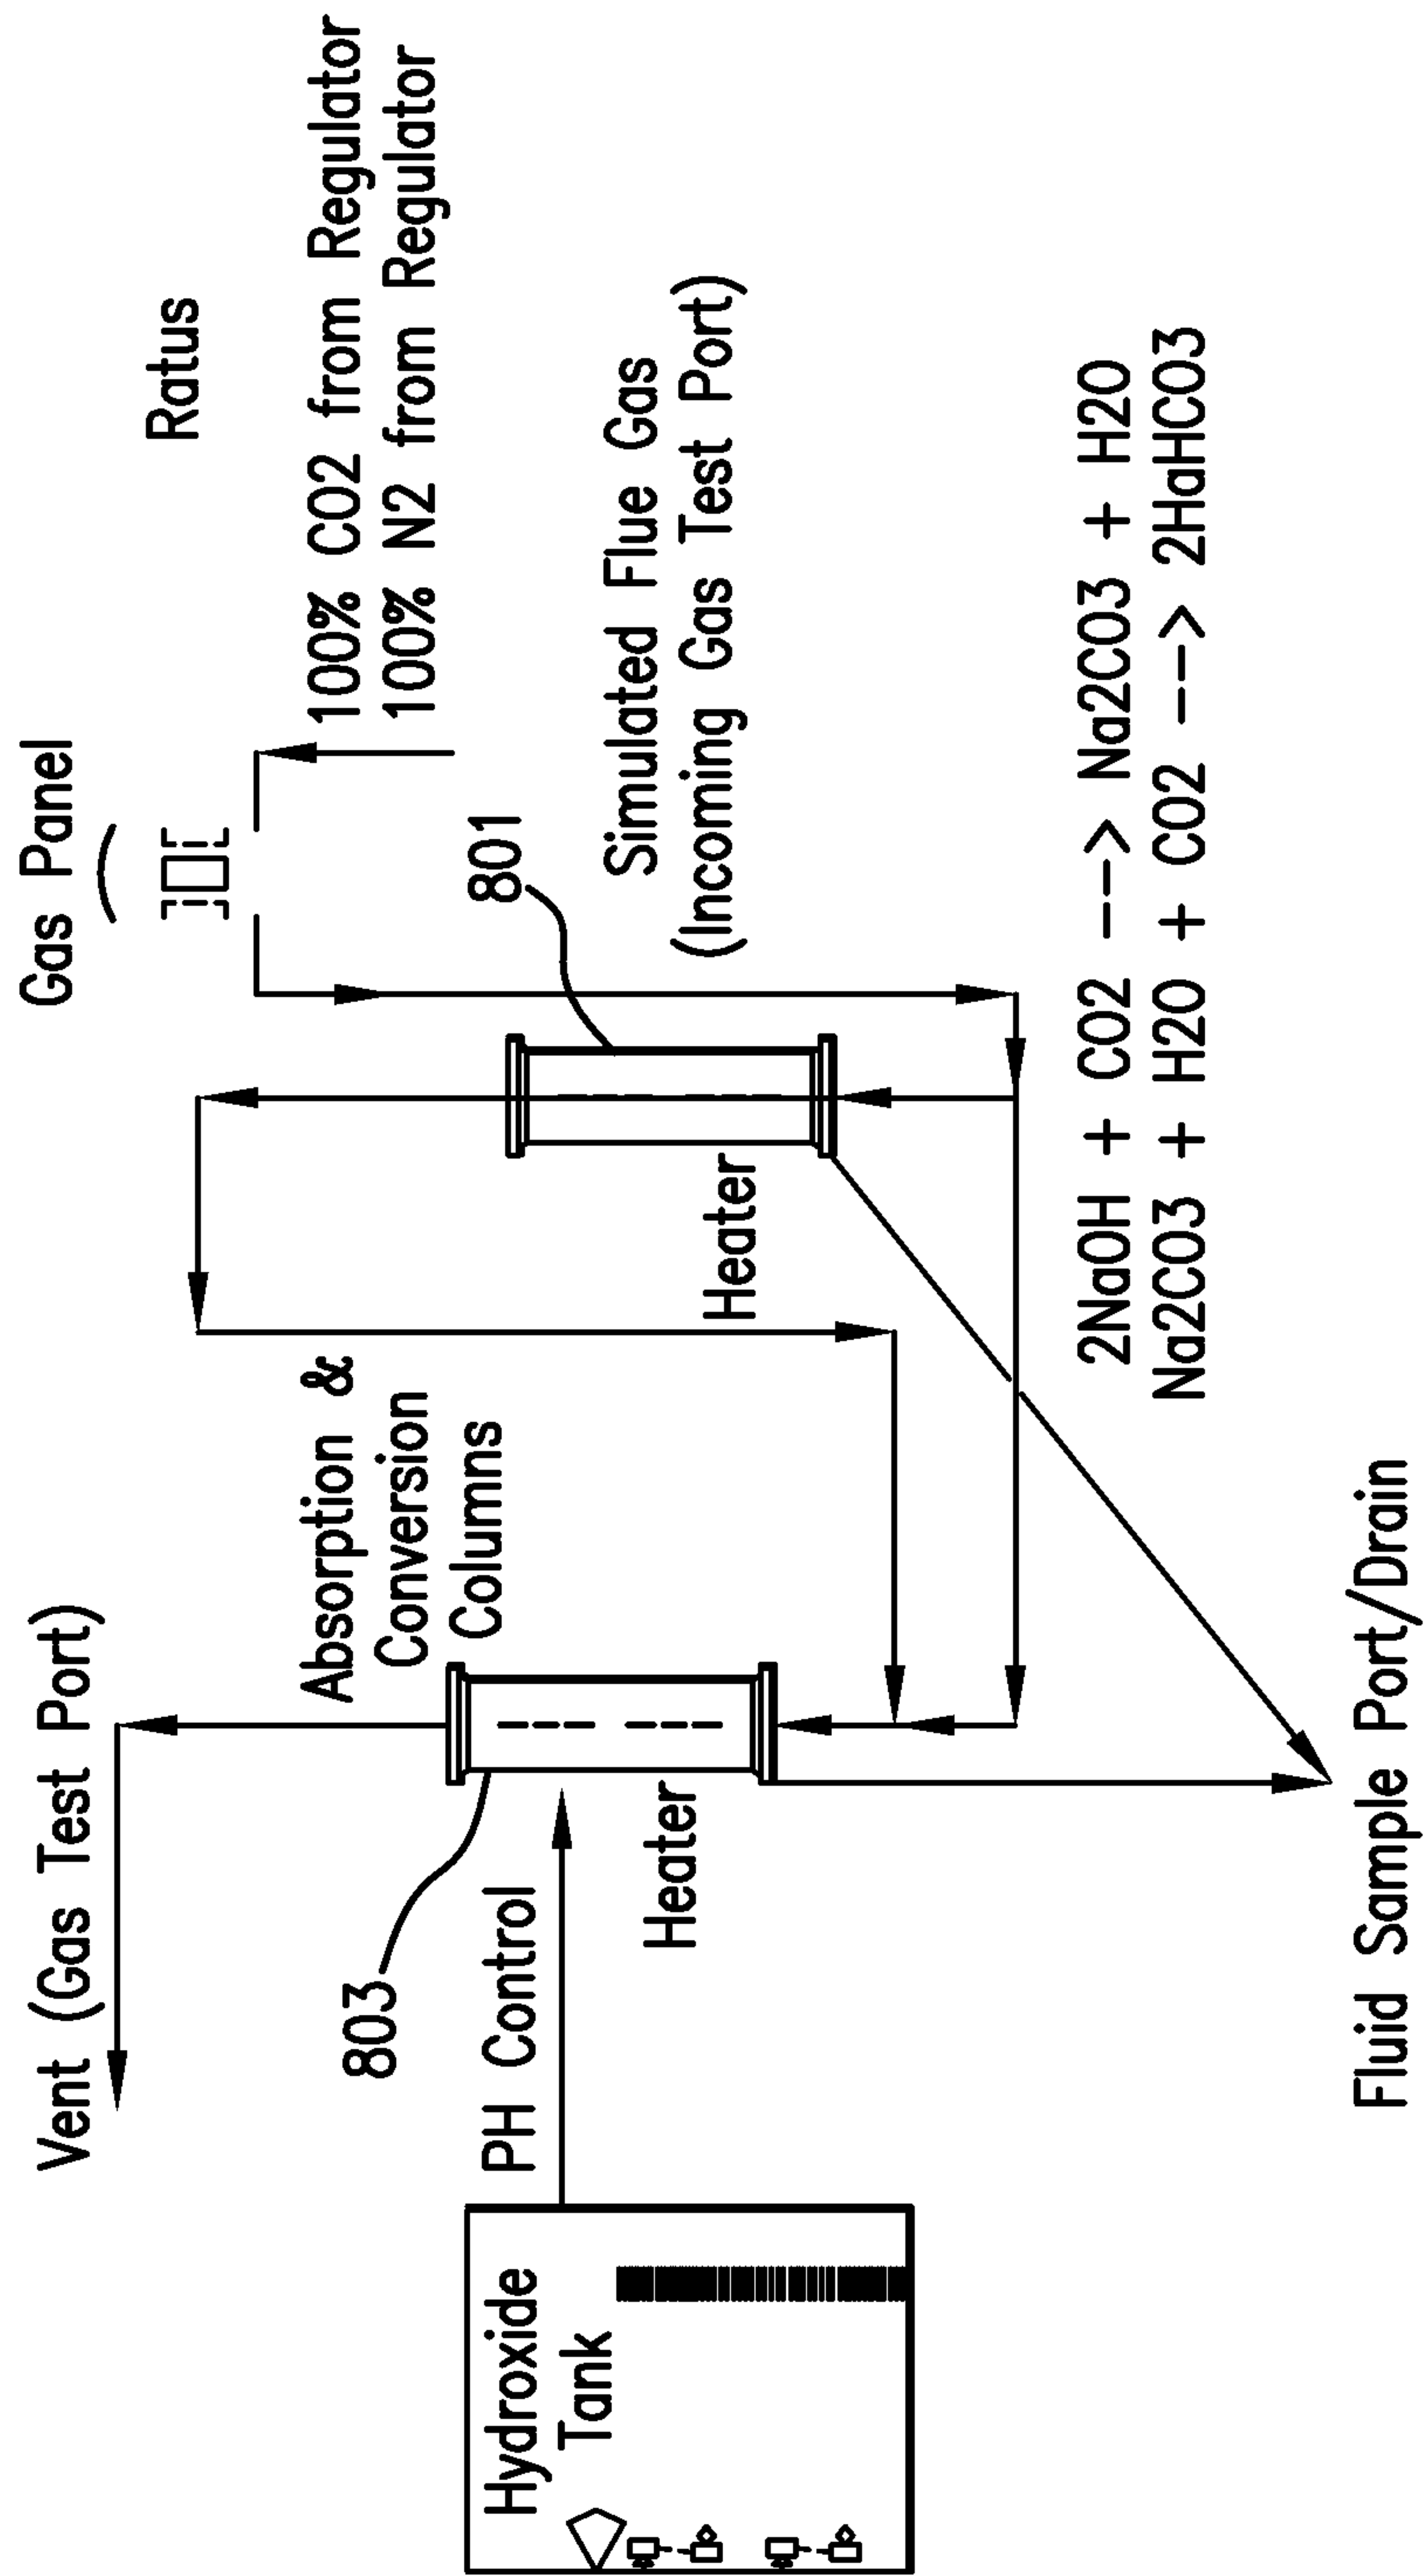 Vent (Gas Test Port)
Gas Panel
Ratus
Absorption &
Conversion
Columns
100% CO2 from Regulator
100% N2 from Regulator
803
801
PH Control
Hydroxide
Tank
Heater
Heater
Simulated Flue Gas
(Incoming Gas Test Port)
2NaOH + CO2 --> Na2CO3 + H2O
Na2CO3 + H2O + CO2 --> 2HaHCO3
Fluid Sample Port/Drain